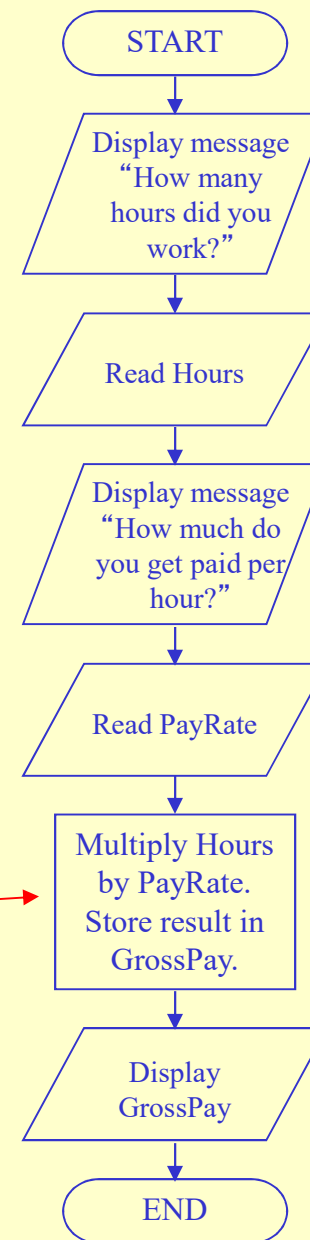 START
Display message
“How many
hours did you
work?”
Read Hours
Display message
“How much do
you get paid per
hour?”
Read PayRate
Multiply Hours
by PayRate.
Store result in
GrossPay.
Display
GrossPay
END